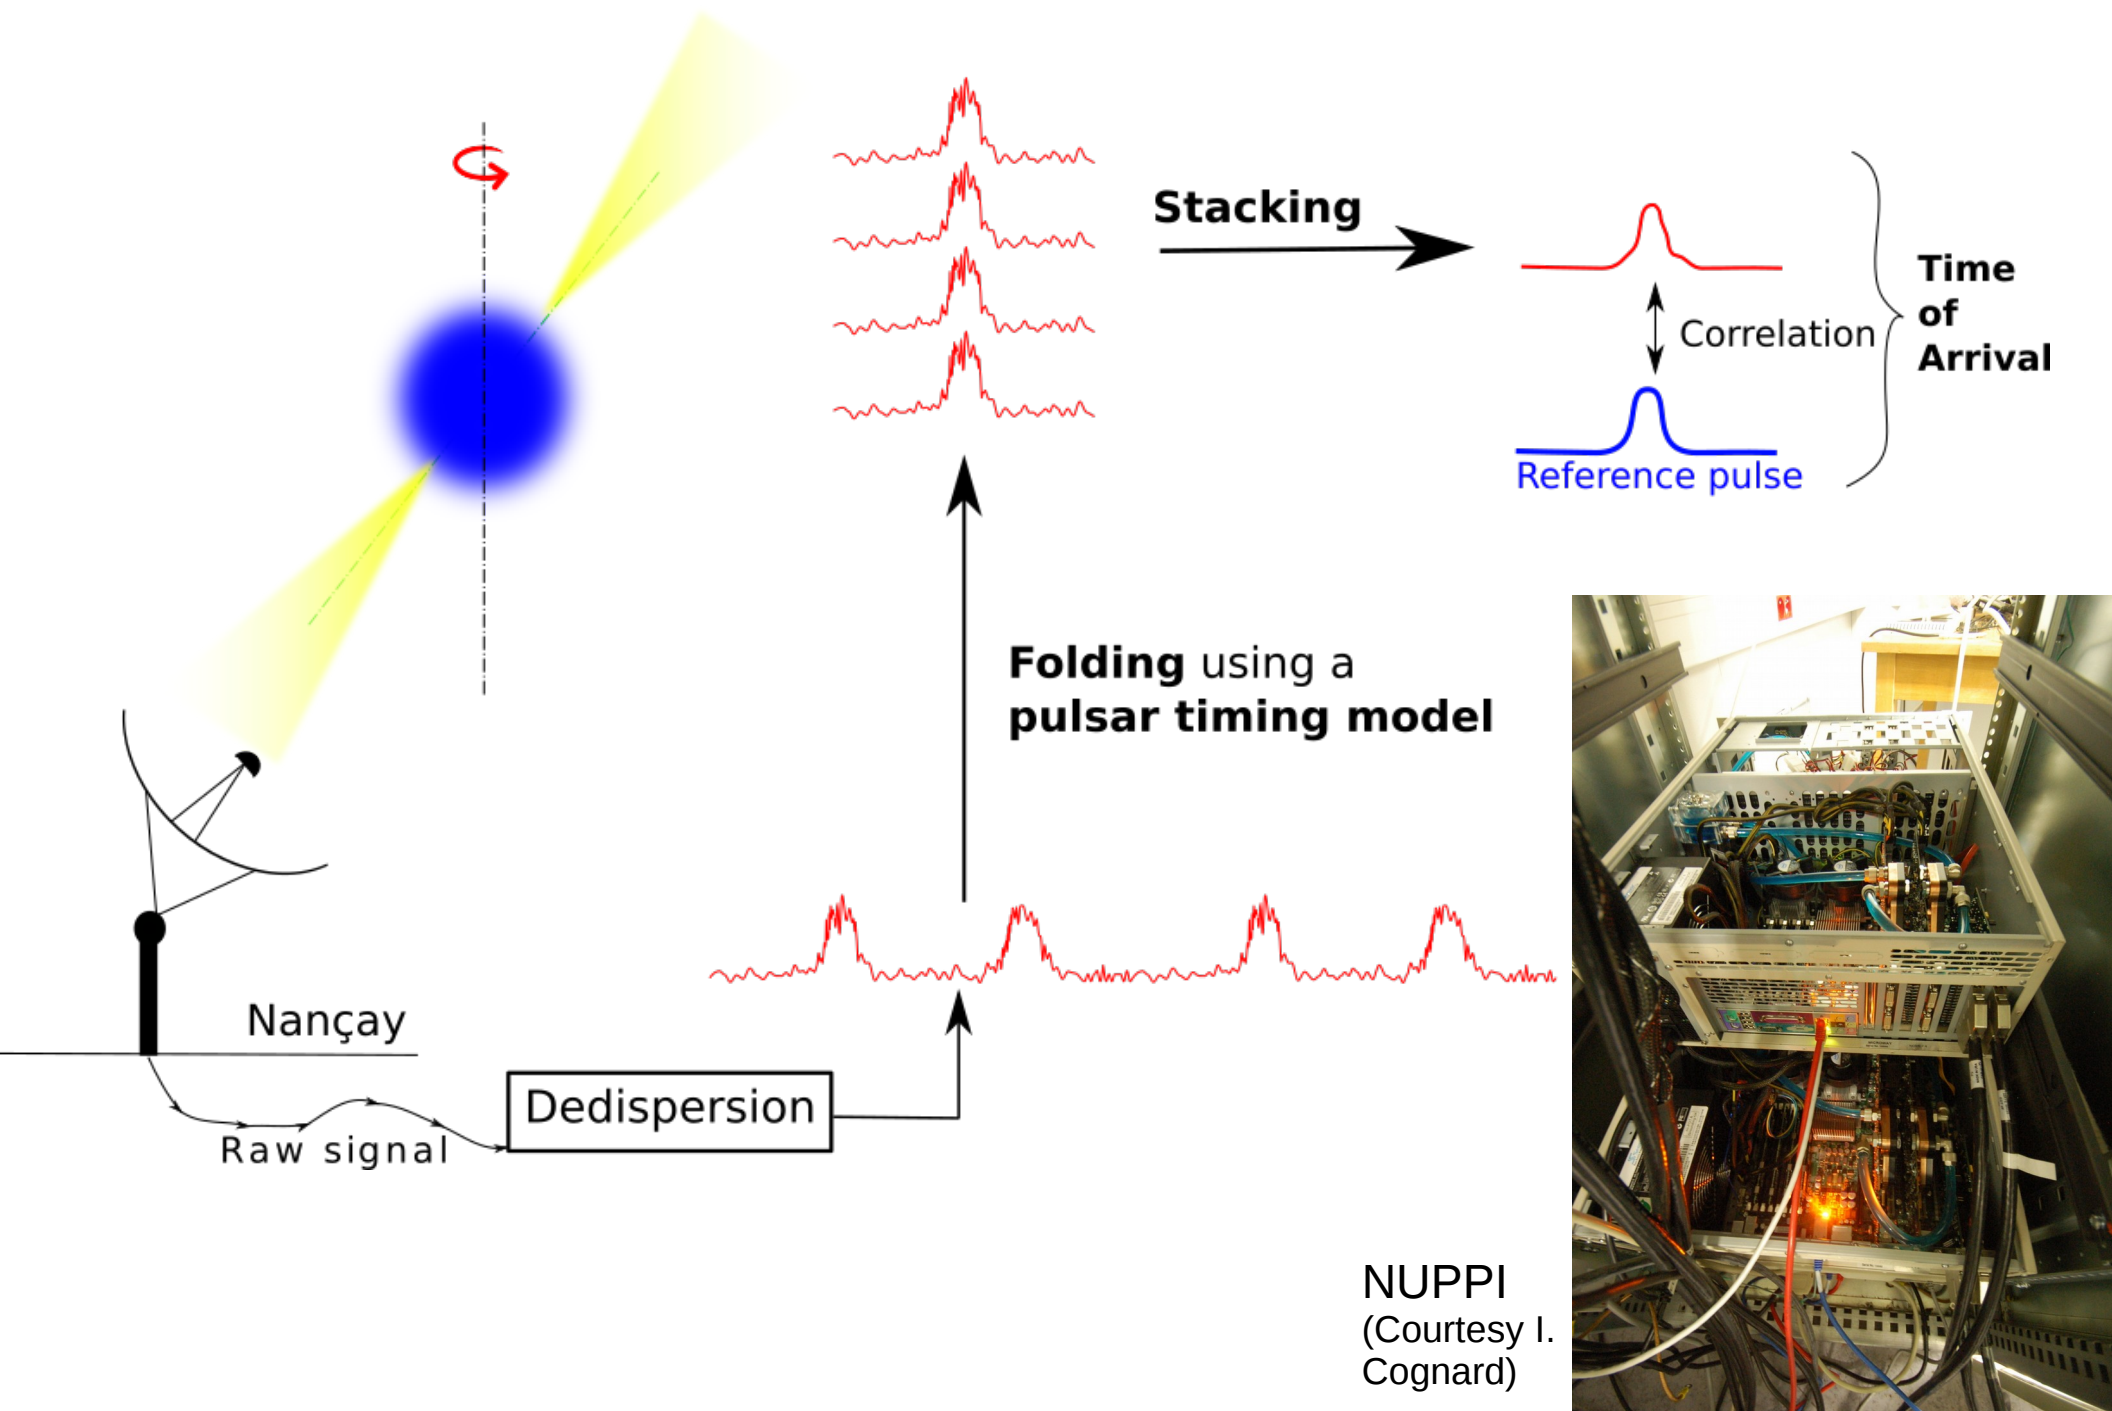 Stacking
Correlation
Reference pulse
Time
of
Arrival
Folding using a
pulsar timing model
Nançay
Raw signal
Dedispersion
NUPPI
(Courtesy I.
Cognard)